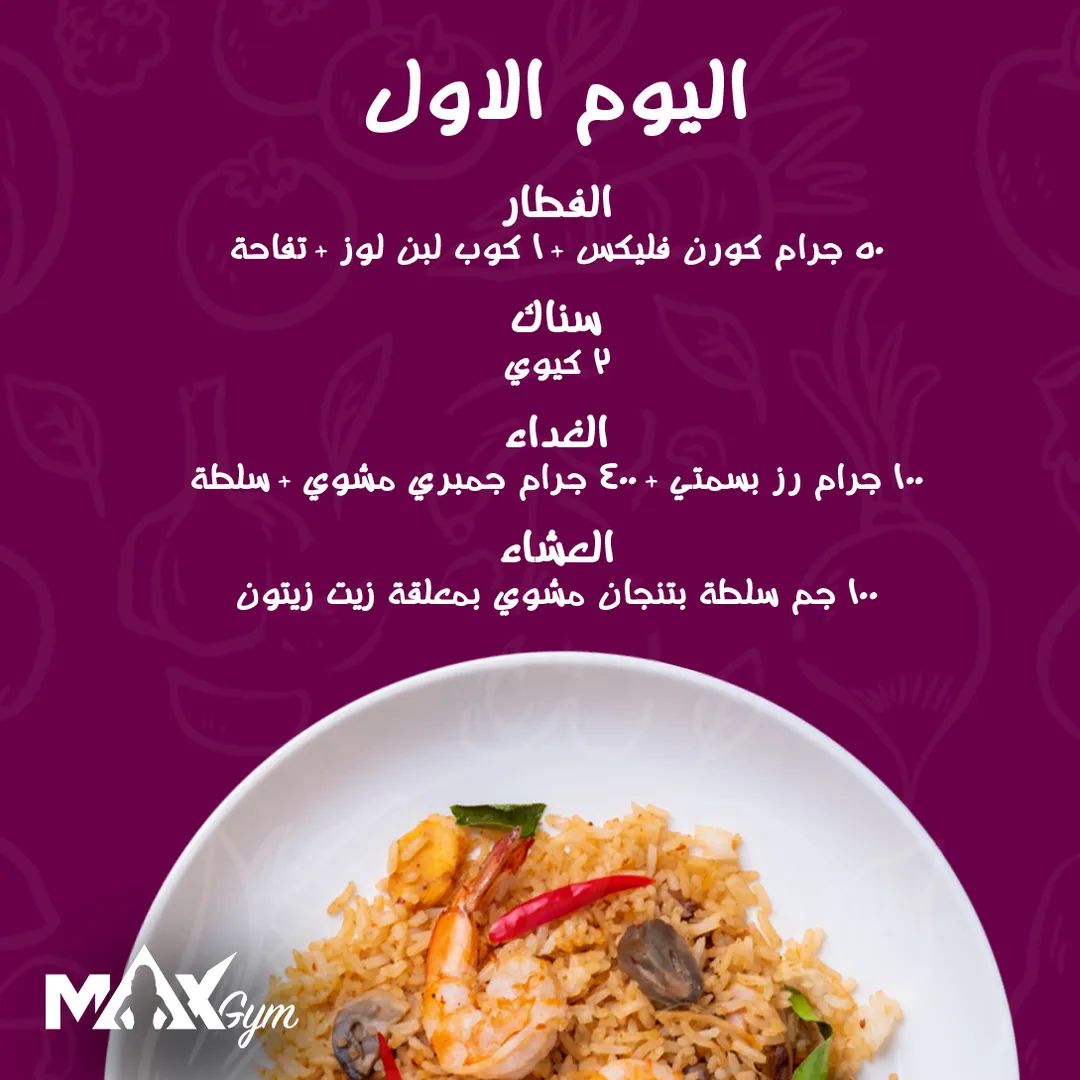 اليوم الاول
الفطار
٥٠ جرام كورن فليكس + ١ كوب لبن لوز + تفاحة
سناك
٢ كيوي
الغداء
١٠٠ جرام رز بسمتي + ٤٠٠ جرام جمبري مشوي + سلطة
العشاء
١٠٠ جم سلطة بتنجان مشوي بمعلقة زيت زيتون
MAX Gym